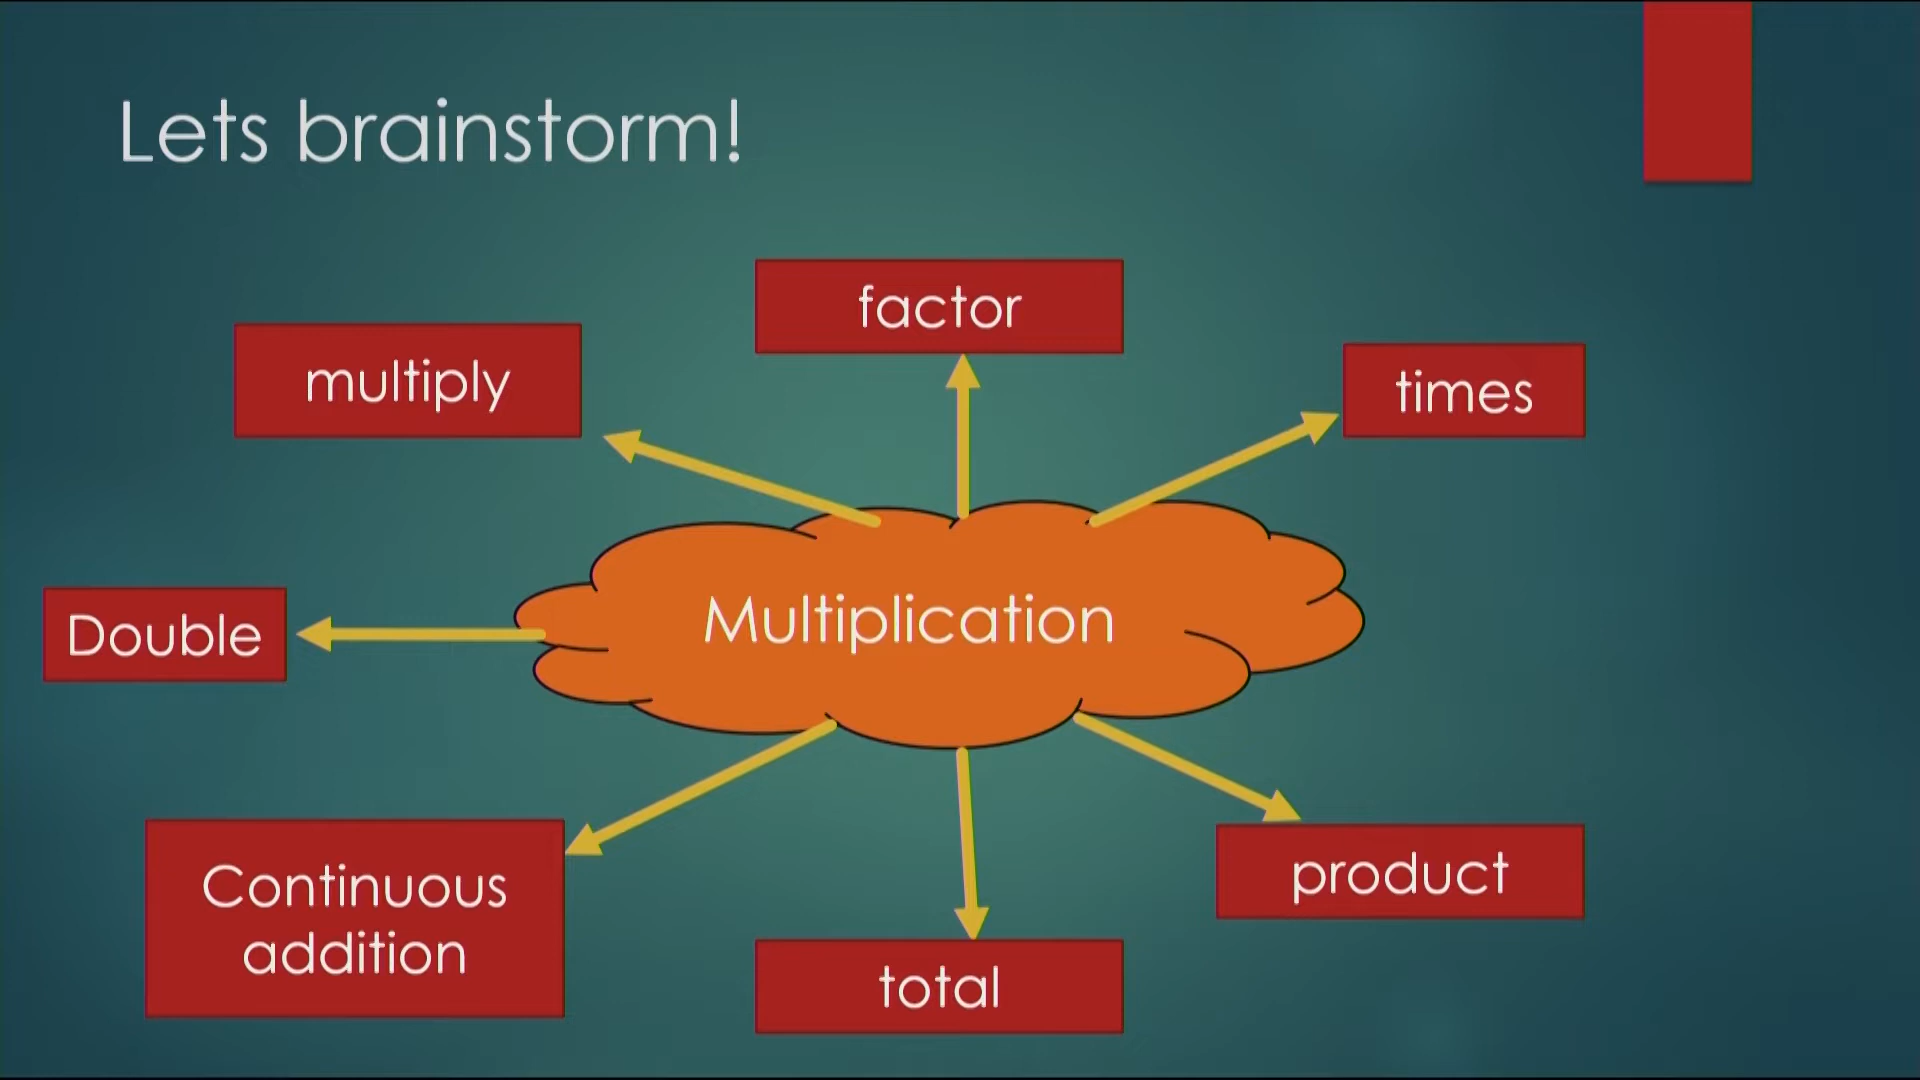 Lets brainstorm!
factor
multiply
times
Multiplication
Double
Continuous
addition
product
total